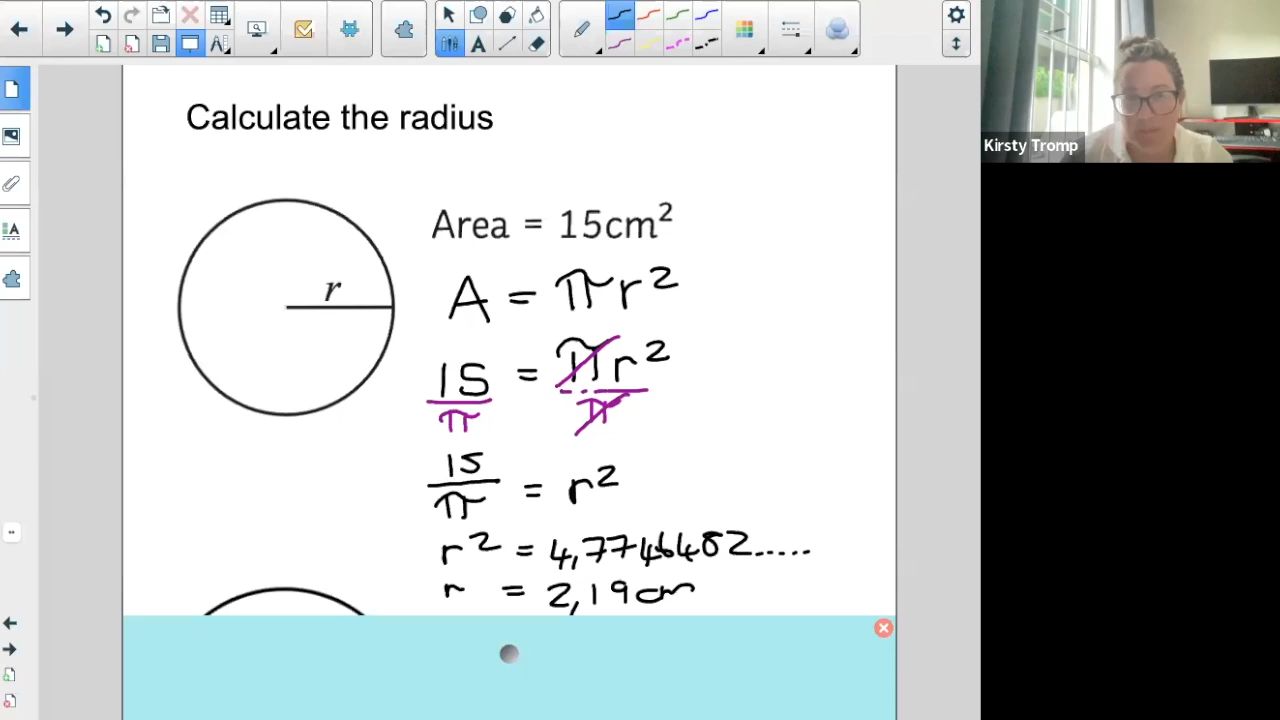 Calculate the radius
Kirsty Tromp
r
Area = 15cm²
A = πr²
15/π = πr²/π
15/π = r²
r² = 4,7746482.....
r = 2,19cm